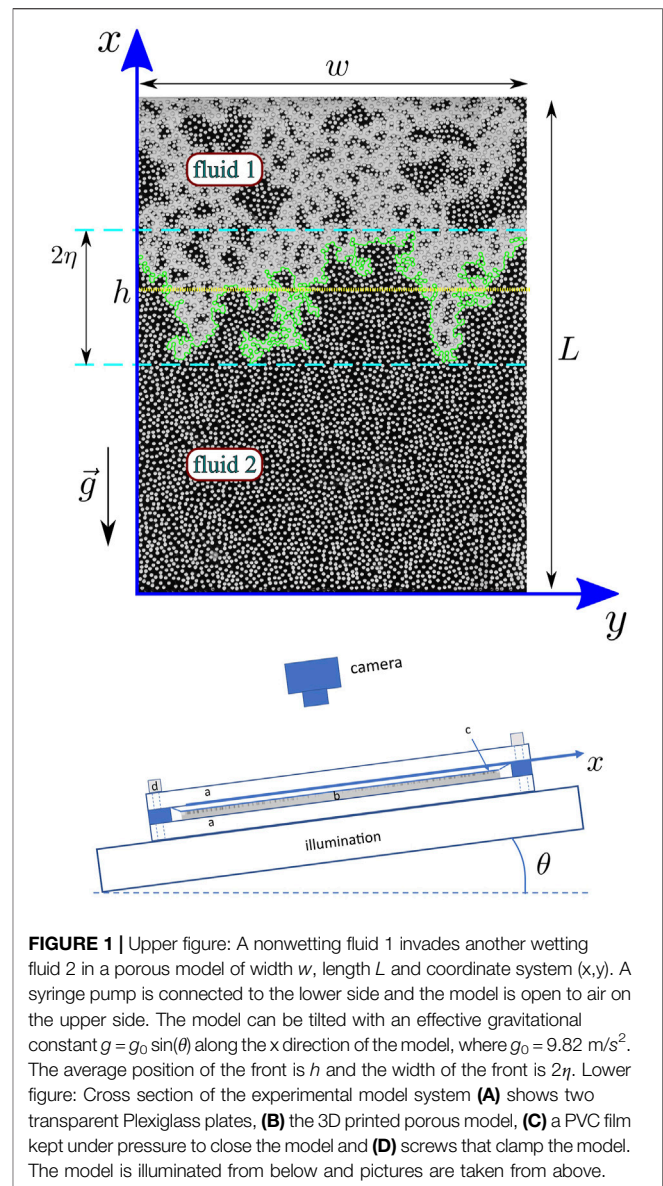 x
w
fluid 1
2η
h
L
fluid 2
g⃗
y
camera
c
d
a
x
b
a
illumination
θ
FIGURE 1 | Upper figure: A nonwetting fluid 1 invades another wetting
fluid 2 in a porous model of width w, length L and coordinate system (x,y). A
syringe pump is connected to the lower side and the model is open to air on
the upper side. The model can be tilted with an effective gravitational
constant g = g₀ sin(θ) along the x direction of the model, where g₀ = 9.82 m/s².
The average position of the front is h and the width of the front is 2η. Lower
figure: Cross section of the experimental model system (A) shows two
transparent Plexiglass plates, (B) the 3D printed porous model, (C) a PVC film
kept under pressure to close the model and (D) screws that clamp the model.
The model is illuminated from below and pictures are taken from above.